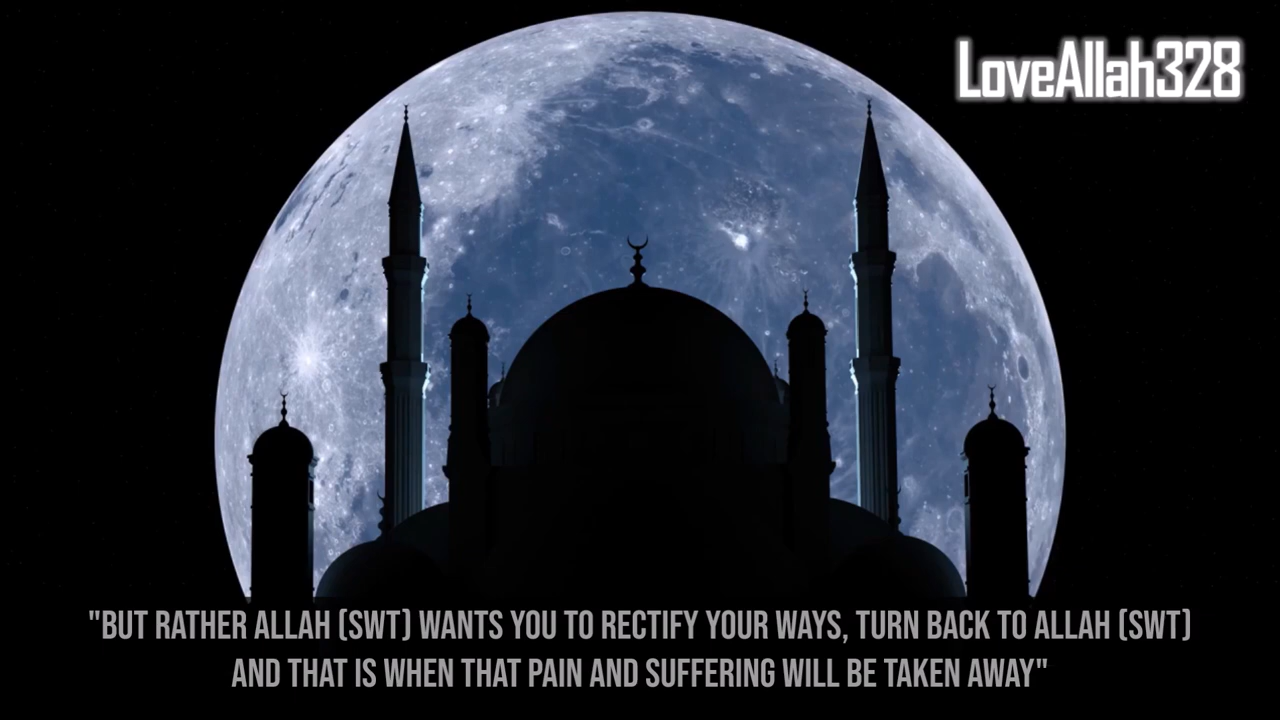 LoveAllah328
"BUT RATHER ALLAH (SWT) WANTS YOU TO RECTIFY YOUR WAYS, TURN BACK TO ALLAH (SWT)
AND THAT IS WHEN THAT PAIN AND SUFFERING WILL BE TAKEN AWAY"